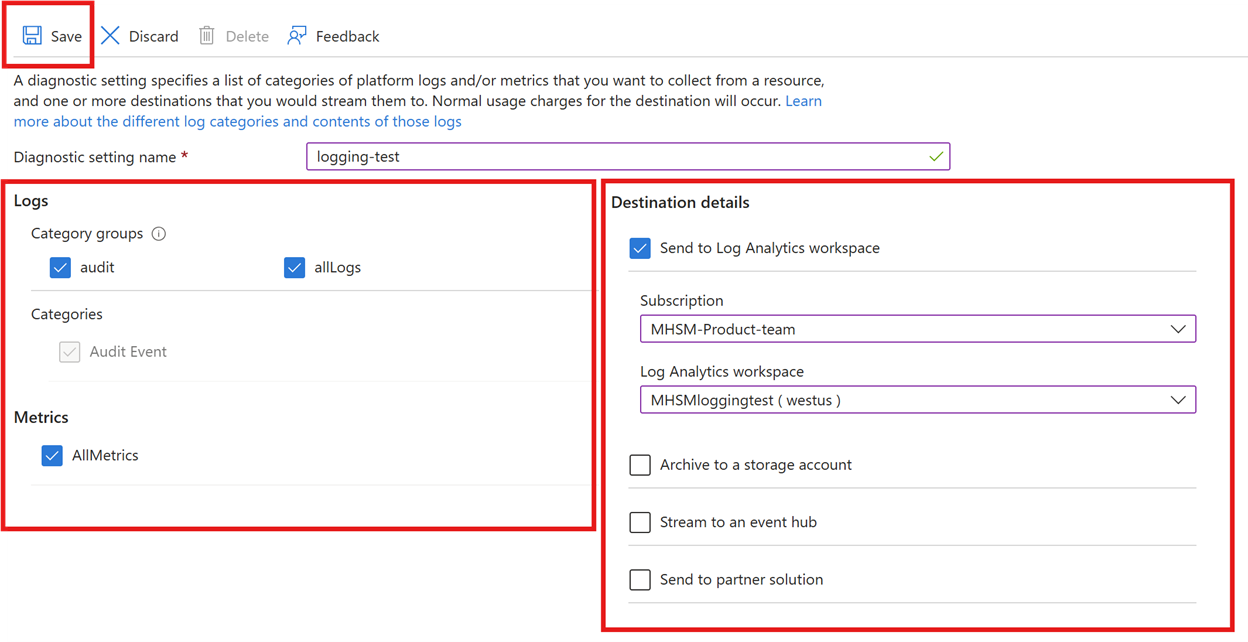 Save Discard Delete Feedback
A diagnostic setting specifies a list of categories of platform logs and/or metrics that you want to collect from a resource,
and one or more destinations that you would stream them to. Normal usage charges for the destination will occur. Learn
more about the different log categories and contents of those logs
Diagnostic setting name * logging-test
Logs
Category groups
audit allLogs
Categories
Audit Event
Metrics
AllMetrics
Destination details
Send to Log Analytics workspace
Subscription
MHSM-Product-team
Log Analytics workspace
MHSMloggingtest ( westus )
Archive to a storage account
Stream to an event hub
Send to partner solution